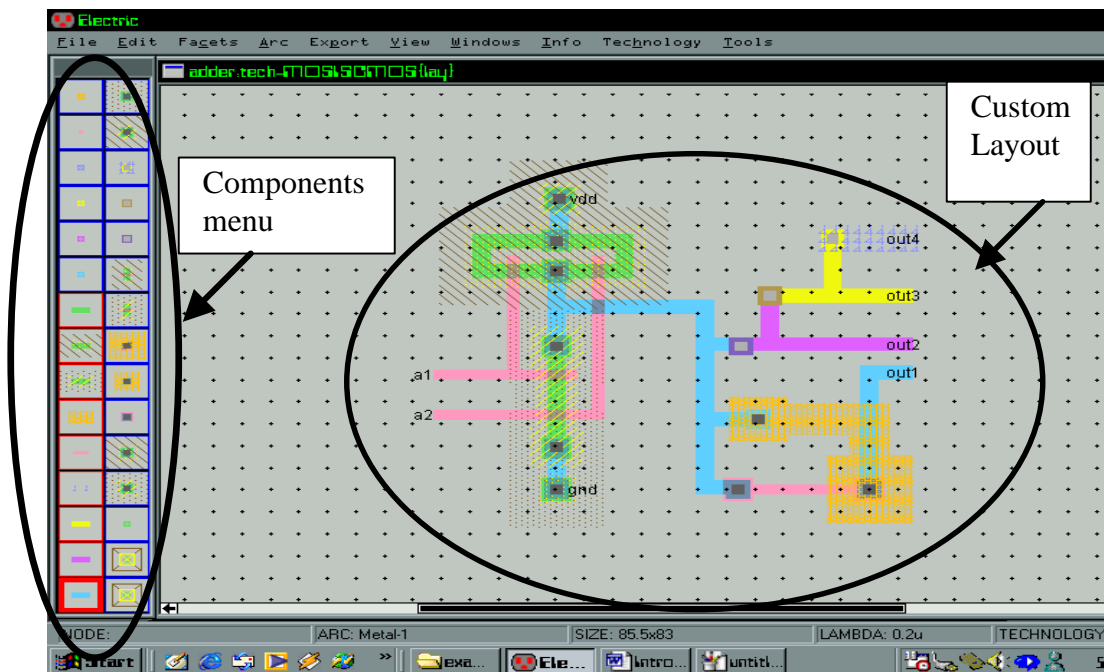 Electric
File Edit Facets Arc Export View Windows Info Technology Tools
adder.tech-MOSISCMOS{lay}
Components
menu
Custom
Layout
vdd
out4
out3
out2
out1
a1
a2
gnd
NODE: ARC: Metal-1 SIZE: 85.5x83 LAMBDA: 0.2u TECHNOLOGY
Start » exa... Ele... Intro... untitl...